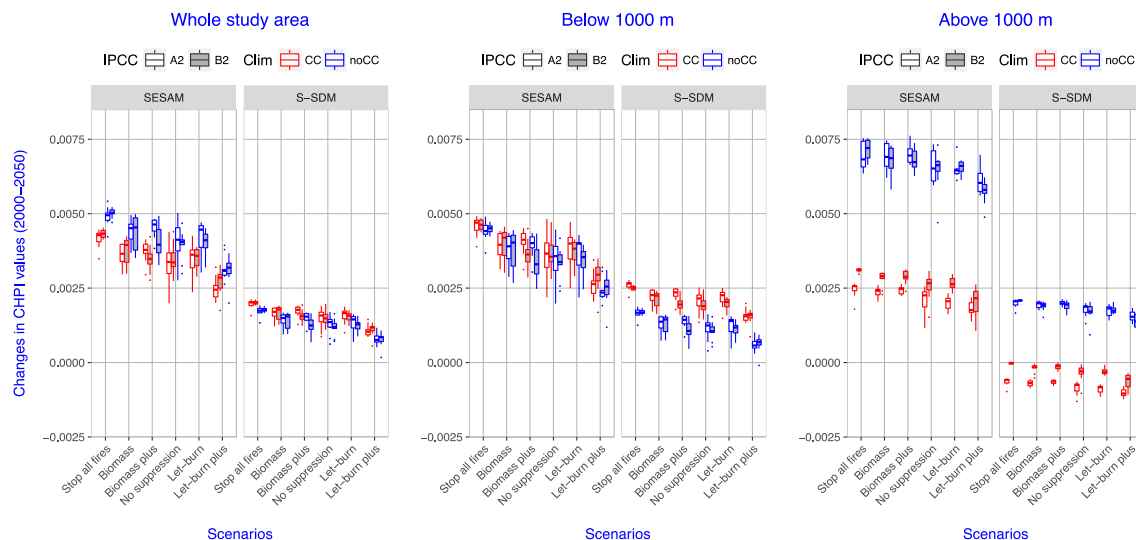 Whole study area
Below 1000 m
Above 1000 m
IPCC A2 B2 Clim CC noCC
IPCC A2 B2 Clim CC noCC
IPCC A2 B2 Clim CC noCC
SESAM S-SDM
SESAM S-SDM
SESAM S-SDM
Changes in CHPI values (2000-2050)
0.0075
0.0050
0.0025
0.0000
−0.0025
0.0075
0.0050
0.0025
0.0000
−0.0025
0.0075
0.0050
0.0025
0.0000
−0.0025
Stop all fires
Biomass
Biomass plus
No suppression
Let-burn
Let-burn plus
Stop all fires
Biomass
Biomass plus
No suppression
Let-burn
Let-burn plus
Stop all fires
Biomass
Biomass plus
No suppression
Let-burn
Let-burn plus
Stop all fires
Biomass
Biomass plus
No suppression
Let-burn
Let-burn plus
Stop all fires
Biomass
Biomass plus
No suppression
Let-burn
Let-burn plus
Stop all fires
Biomass
Biomass plus
No suppression
Let-burn
Let-burn plus
Scenarios
Scenarios
Scenarios